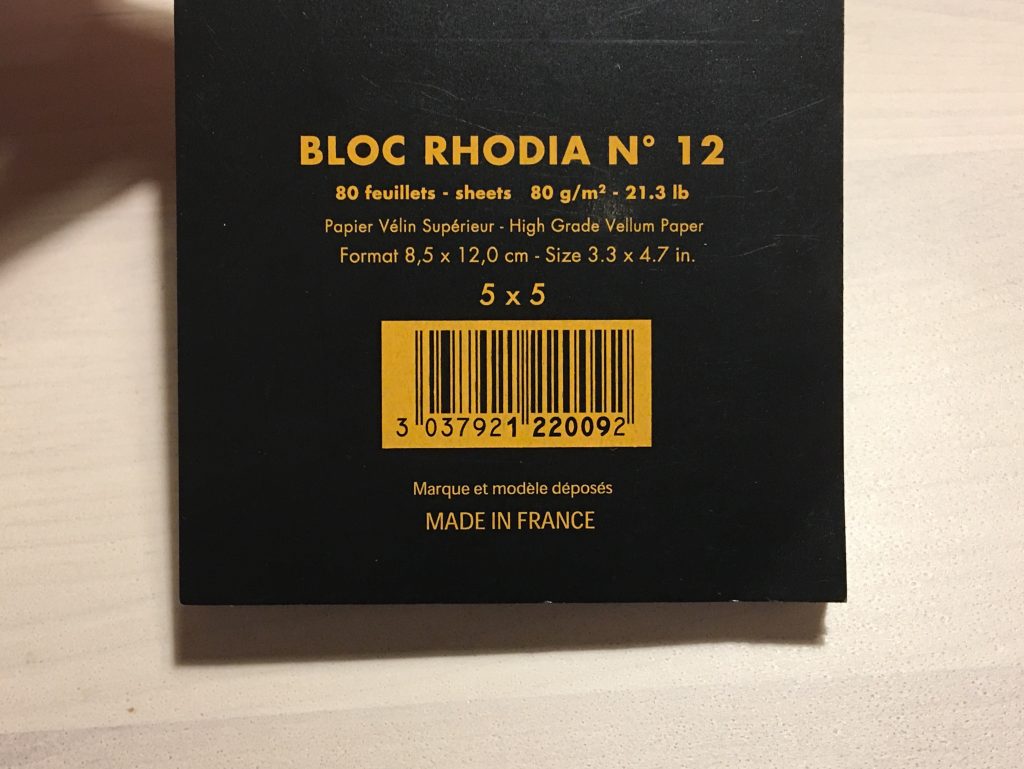 BLOC RHODIA N° 12
80 feuillets - sheets 80 g/m² - 21.3 lb
Papier Vélin Supérieur - High Grade Vellum Paper
Format 8,5 x 12,0 cm - Size 3.3 x 4.7 in.
5 x 5
3 037921 220092
Marque et modèle déposés
MADE IN FRANCE